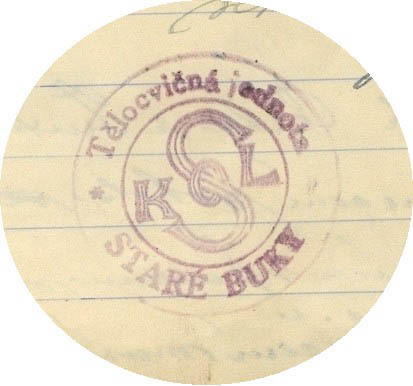 Tělocvičná jednota
KSL
* STARÉ BUKY